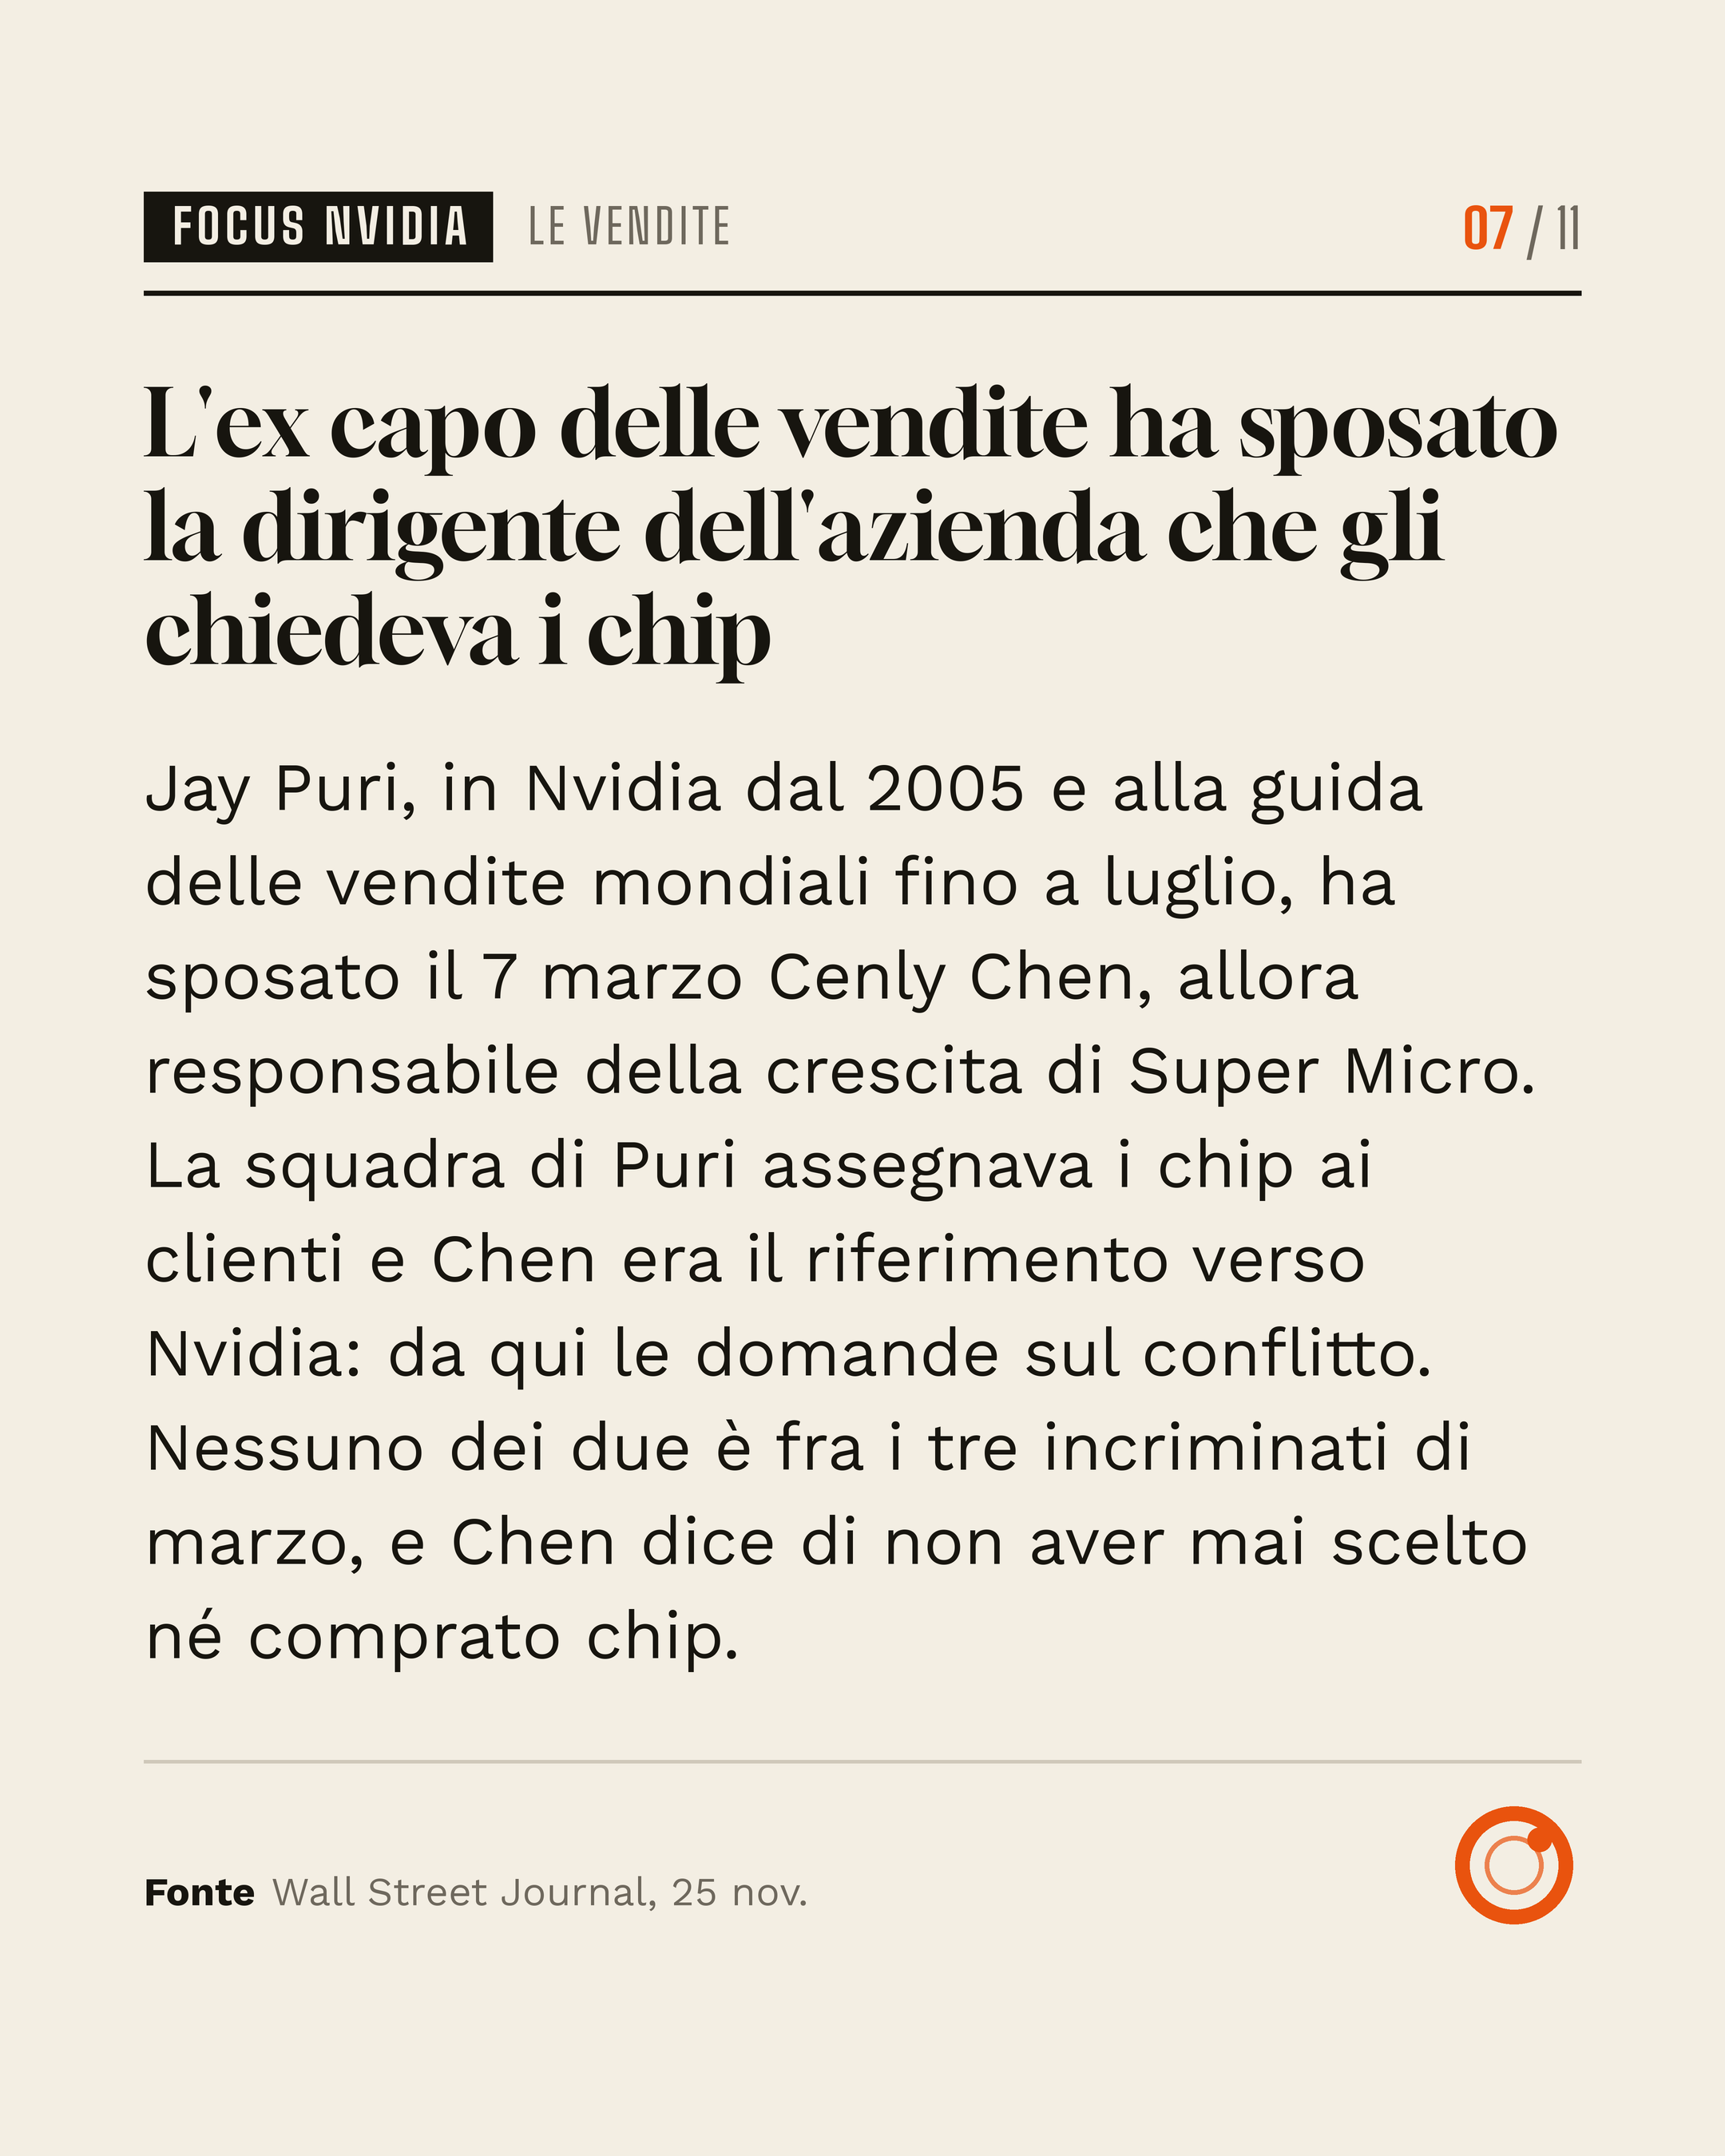 FOCUS NVIDIA LE VENDITE 07 / 11
L'ex capo delle vendite ha sposato
la dirigente dell'azienda che gli
chiedeva i chip
Jay Puri, in Nvidia dal 2005 e alla guida
delle vendite mondiali fino a luglio, ha
sposato il 7 marzo Cenly Chen, allora
responsabile della crescita di Super Micro.
La squadra di Puri assegnava i chip ai
clienti e Chen era il riferimento verso
Nvidia: da qui le domande sul conflitto.
Nessuno dei due è fra i tre incriminati di
marzo, e Chen dice di non aver mai scelto
né comprato chip.
Fonte Wall Street Journal, 25 nov.